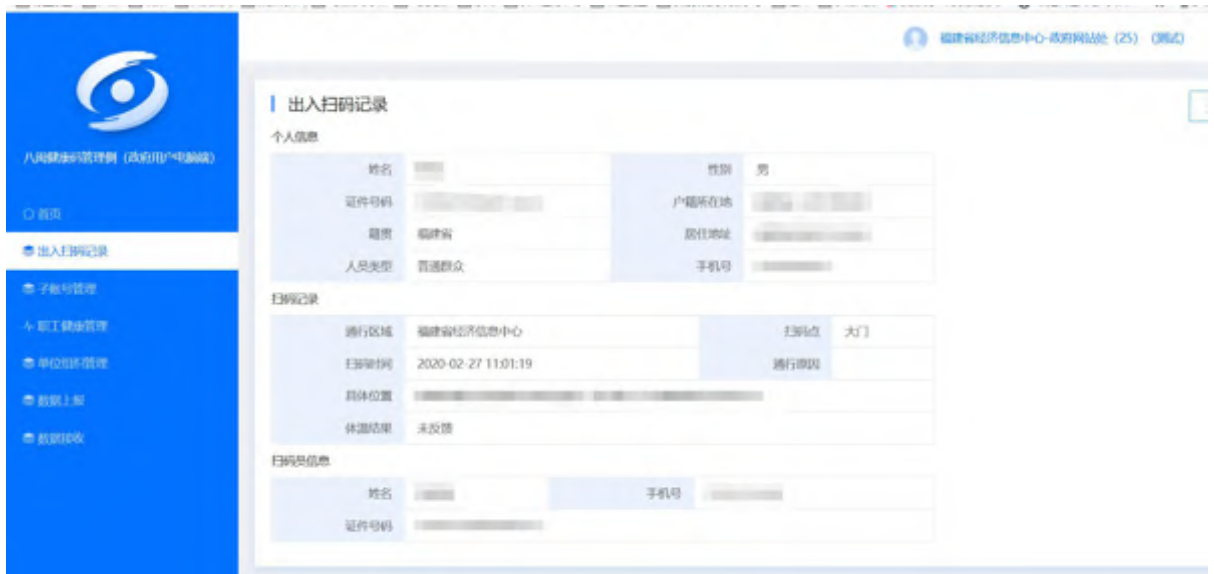 福建省经济信息中心-政府网站处 (25) (测试)
八闽健康码管理侧 (政府用户电脑端)
首页
出入扫码记录
子账号管理
职工健康管理
单位组织管理
数据上报
数据接收
出入扫码记录
个人信息
姓名 性别 男
证件号码 户籍所在地
籍贯 福建省 居住地址
人员类型 普通群众 手机号
扫码记录
通行区域 福建省经济信息中心 扫码点 大门
扫码时间 2020-02-27 11:01:19 通行原因
具体位置
体温结果 未反馈
扫码员信息
姓名 手机号
证件号码